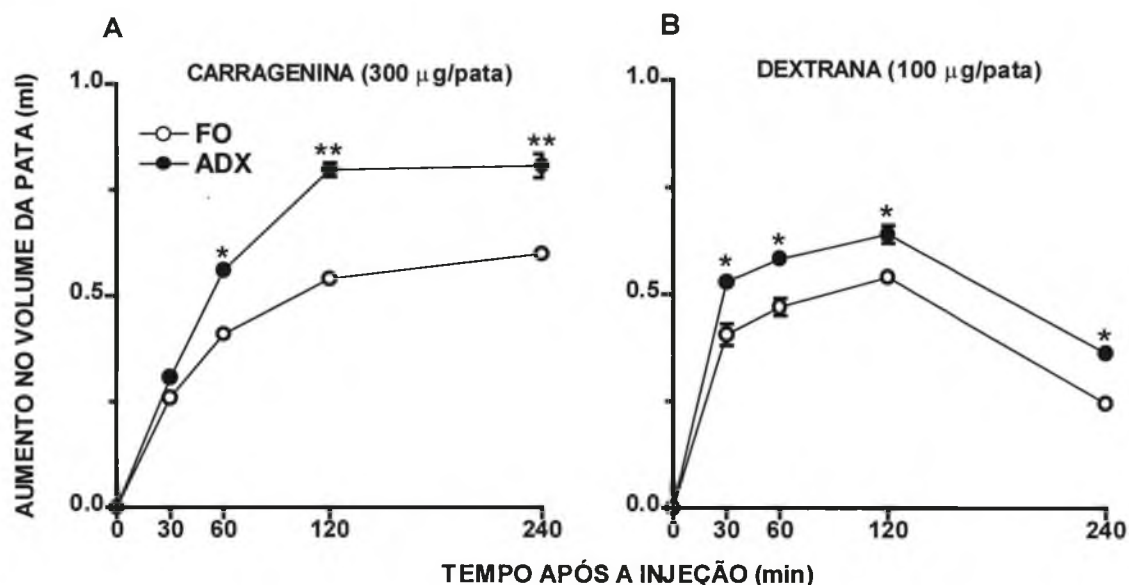 A
B
CARRAGENINA (300 µg/pata)
DEXTRANA (100 µg/pata)
AUMENTO NO VOLUME DA PATA (ml)
1.0
0.5
0.0
FO
ADX
*
**
**
0
30
60
120
240
1.0
0.5
0.0
*
*
*
*
0
30
60
120
240
TEMPO APÓS A INJEÇÃO (min)